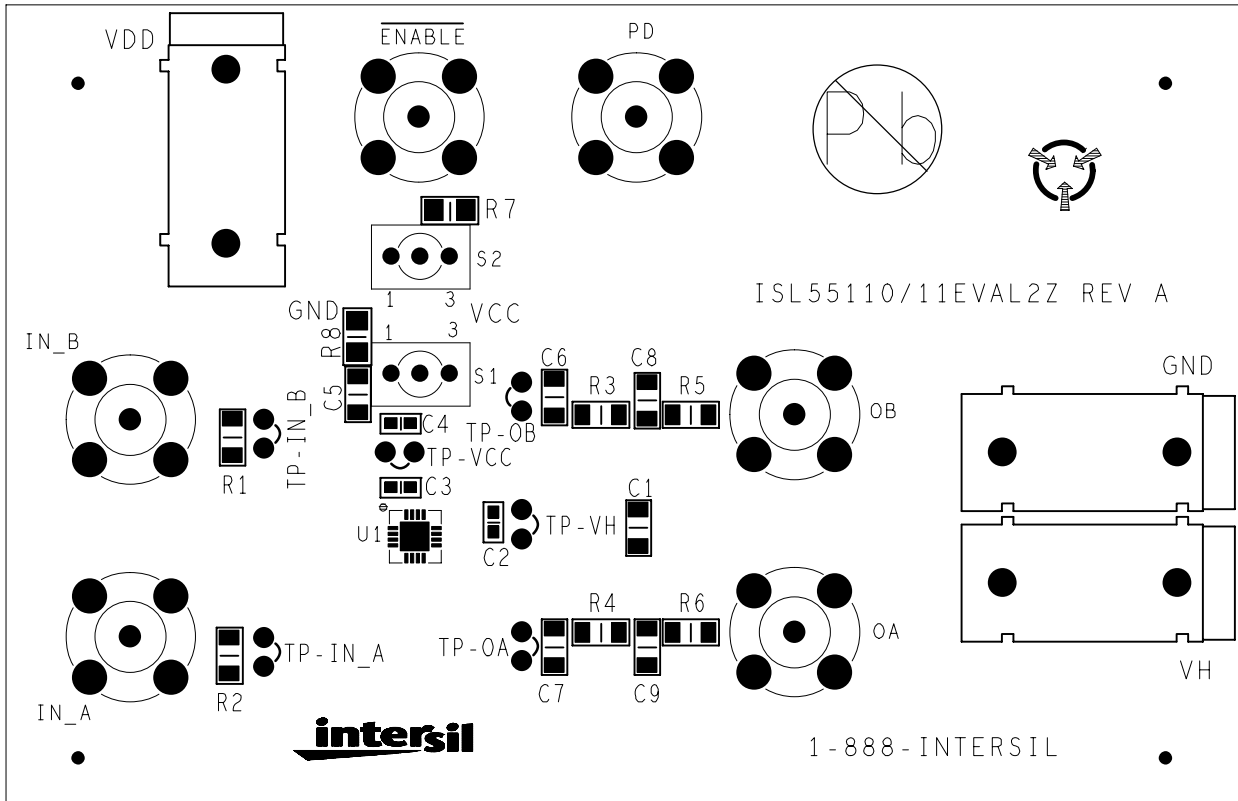 VDD
ENABLE
PD
Pb
R7
S2
1 3
GND
VCC
R8
1 3
S1
C5
ISL55110/11EVAL2Z REV A
IN_B
R1
TP-IN_B
C4
TP-VCC
C3
U1
C6
R3
C8
R5
TP-OB
OB
GND
C2
TP-VH
C1
VH
IN_A
R2
TP-IN_A
TP-OA
C7
R4
C9
R6
OA
intersil
1-888-INTERSIL